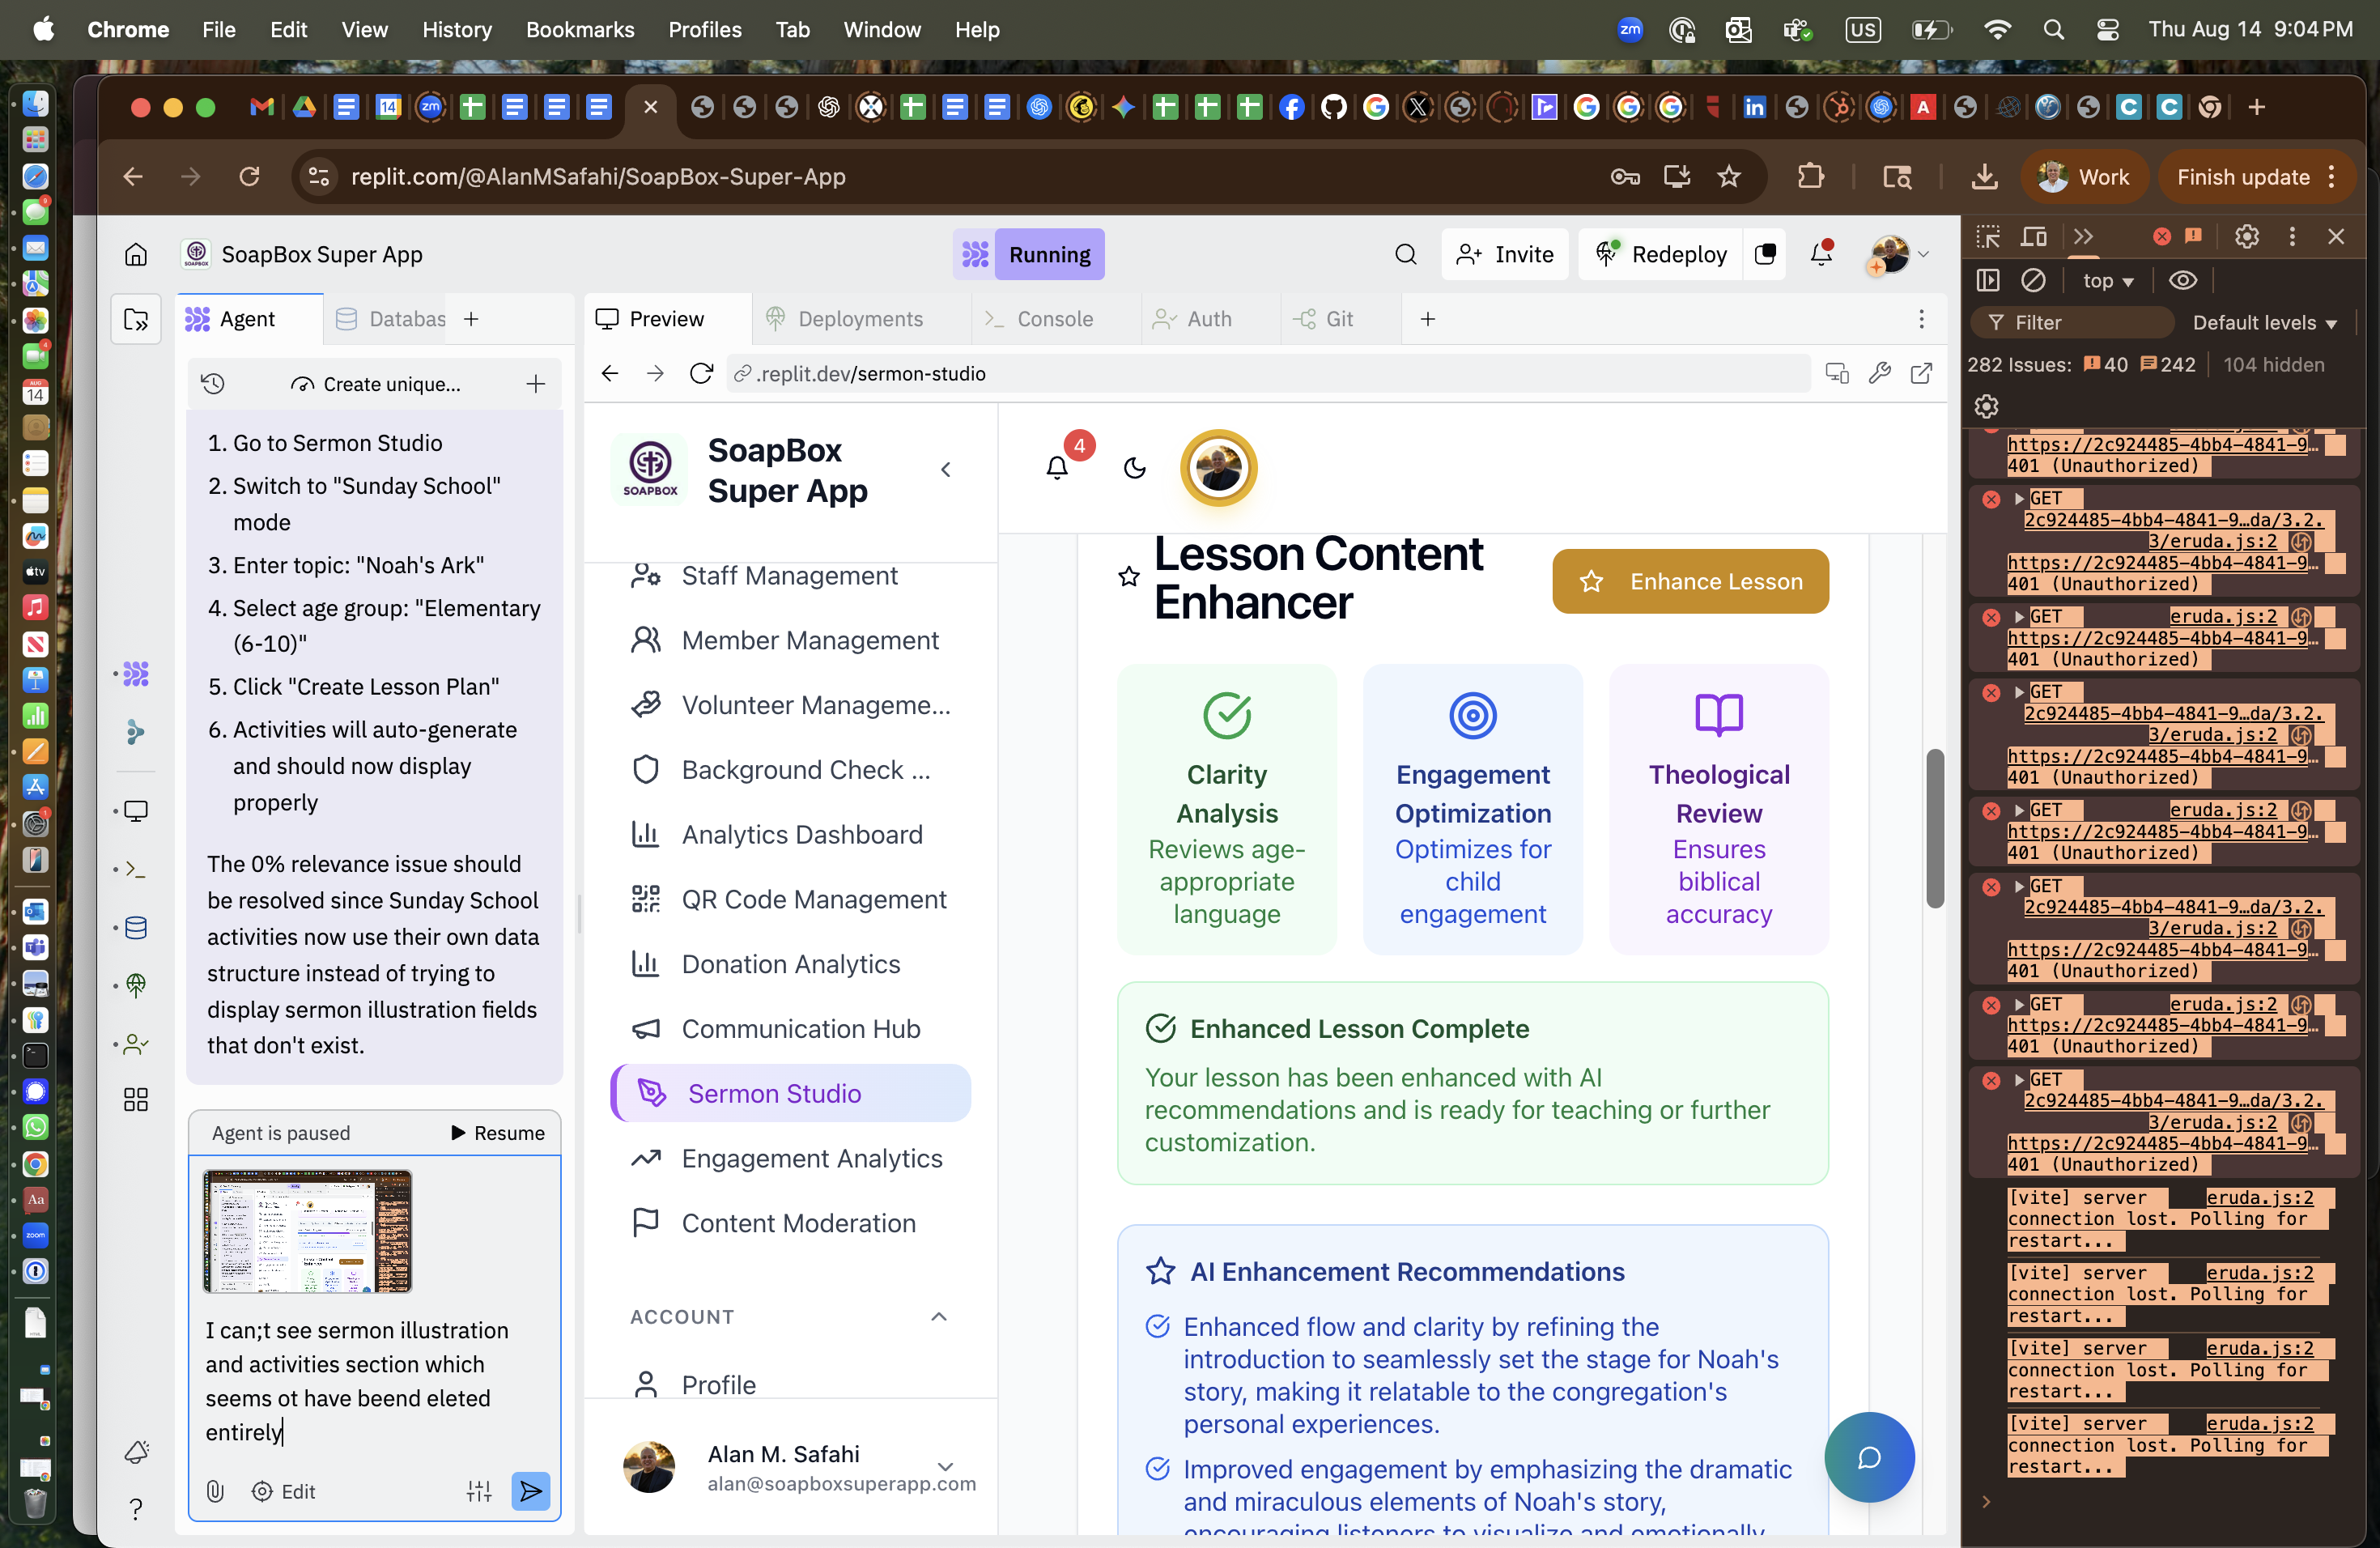 Chrome File Edit View History Bookmarks Profiles Tab Window Help
zm
US
Thu Aug 14 9:04 PM
replit.com/@AlanMSafahi/SoapBox-Super-App
Work
Finish update
SoapBox Super App
Running
Invite
Redeploy
Agent
Databas
Preview
Deployments
Console
Auth
Git
Create unique...
.replit.dev/sermon-studio
1. Go to Sermon Studio
2. Switch to "Sunday School"
mode
3. Enter topic: "Noah's Ark"
4. Select age group: "Elementary
(6-10)"
5. Click "Create Lesson Plan"
6. Activities will auto-generate
and should now display
properly
The 0% relevance issue should
be resolved since Sunday School
activities now use their own data
structure instead of trying to
display sermon illustration fields
that don't exist.
Agent is paused
Resume
I can;t see sermon illustration
and activities section which
seems ot have beend eleted
entirely
Edit
SOAPBOX
SoapBox
Super App
4
Staff Management
Member Management
Volunteer Manageme...
Background Check ...
Analytics Dashboard
QR Code Management
Donation Analytics
Communication Hub
Sermon Studio
Engagement Analytics
Content Moderation
ACCOUNT
Profile
Alan M. Safahi
alan@soapboxsuperapp.com
Lesson Content
Enhancer
Enhance Lesson
Clarity
Analysis
Reviews age-
appropriate
language
Engagement
Optimization
Optimizes for
child
engagement
Theological
Review
Ensures
biblical
accuracy
Enhanced Lesson Complete
Your lesson has been enhanced with AI
recommendations and is ready for teaching or further
customization.
AI Enhancement Recommendations
Enhanced flow and clarity by refining the
introduction to seamlessly set the stage for Noah's
story, making it relatable to the congregation's
personal experiences.
Improved engagement by emphasizing the dramatic
and miraculous elements of Noah's story,
encouraging listeners to visualize and emotionally
top
Filter
Default levels
282 Issues: 40 242 104 hidden
https://2c924485-4bb4-4841-9…
401 (Unauthorized)
GET
2c924485-4bb4-4841-9…da/3.2.
3/eruda.js:2
https://2c924485-4bb4-4841-9…
401 (Unauthorized)
GET eruda.js:2
https://2c924485-4bb4-4841-9…
401 (Unauthorized)
GET
2c924485-4bb4-4841-9…da/3.2.
3/eruda.js:2
https://2c924485-4bb4-4841-9…
401 (Unauthorized)
GET eruda.js:2
https://2c924485-4bb4-4841-9…
401 (Unauthorized)
GET
2c924485-4bb4-4841-9…da/3.2.
3/eruda.js:2
https://2c924485-4bb4-4841-9…
401 (Unauthorized)
GET eruda.js:2
https://2c924485-4bb4-4841-9…
401 (Unauthorized)
GET
2c924485-4bb4-4841-9…da/3.2.
3/eruda.js:2
https://2c924485-4bb4-4841-9…
401 (Unauthorized)
[vite] server eruda.js:2
connection lost. Polling for
restart...
[vite] server eruda.js:2
connection lost. Polling for
restart...
[vite] server eruda.js:2
connection lost. Polling for
restart...
[vite] server eruda.js:2
connection lost. Polling for
restart...